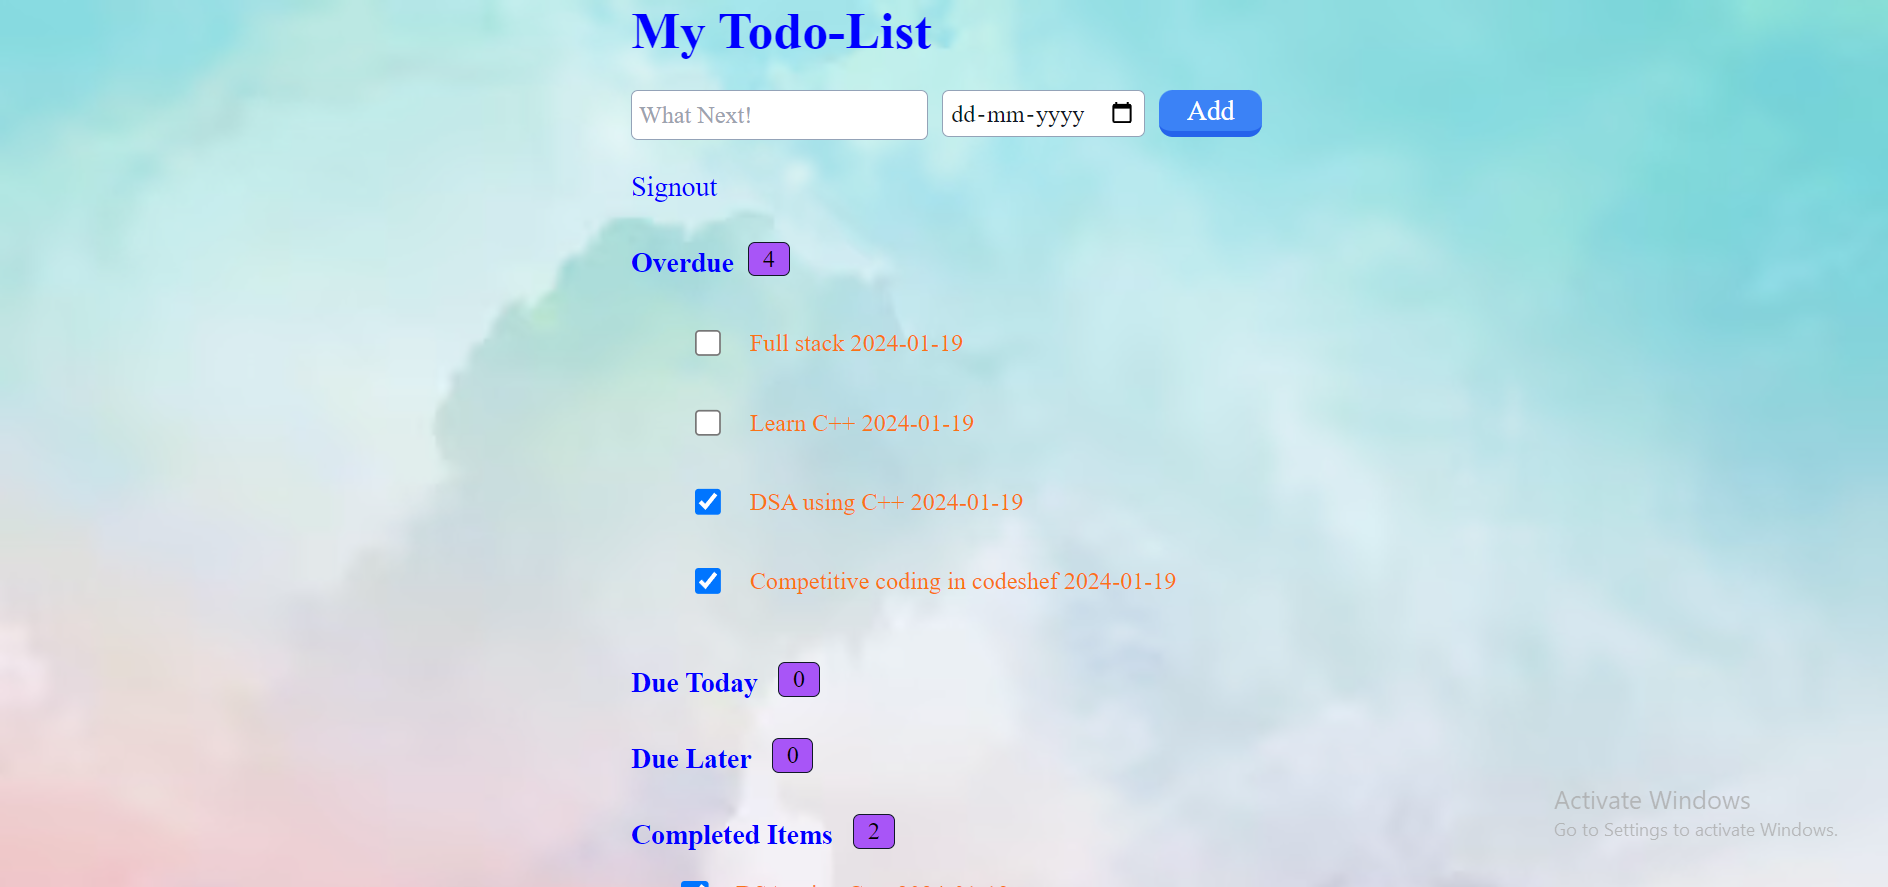 My Todo-List
What Next!
dd-mm-yyyy
Add
Signout
Overdue 4
Full stack 2024-01-19
Learn C++ 2024-01-19
DSA using C++ 2024-01-19
Competitive coding in codeshef 2024-01-19
Due Today 0
Due Later 0
Activate Windows
Go to Settings to activate Windows.
Completed Items 2